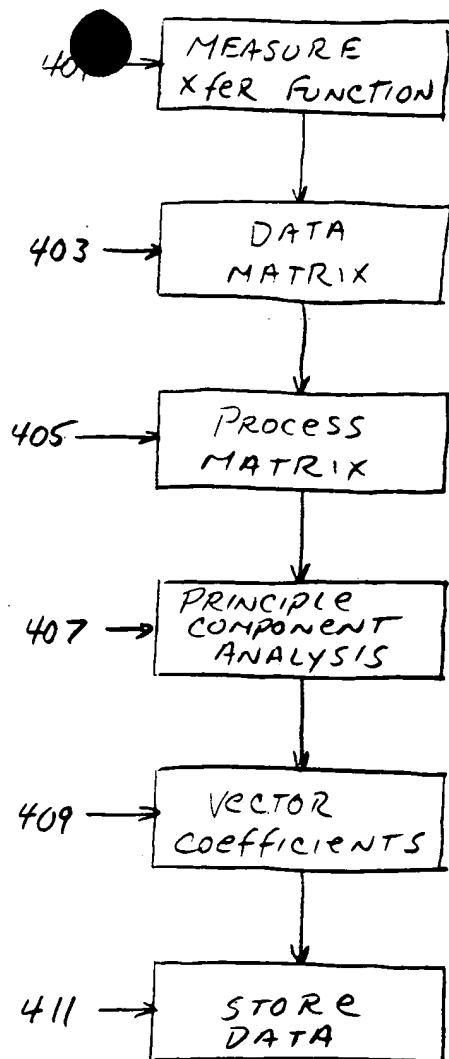 MEASURE
XfeR FUNCTION
403
DATA
MATRIX
405
PROCeSS
MATRIX
407
PRINCIPLE
COMPONeNT
ANALYSIS
409
VeCTOR
COeffICIeNTS
411
STORe
DATA